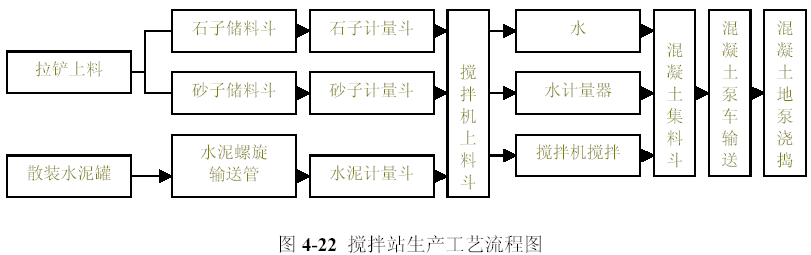 拉铲上料
石子储料斗
石子计量斗
砂子储料斗
砂子计量斗
散装水泥罐
水泥螺旋
输送管
水泥计量斗
搅拌机上料斗
水
水计量器
搅拌机搅拌
混凝土集料斗
混凝土泵车输送
混凝土地泵浇捣
图 4-22 搅拌站生产工艺流程图